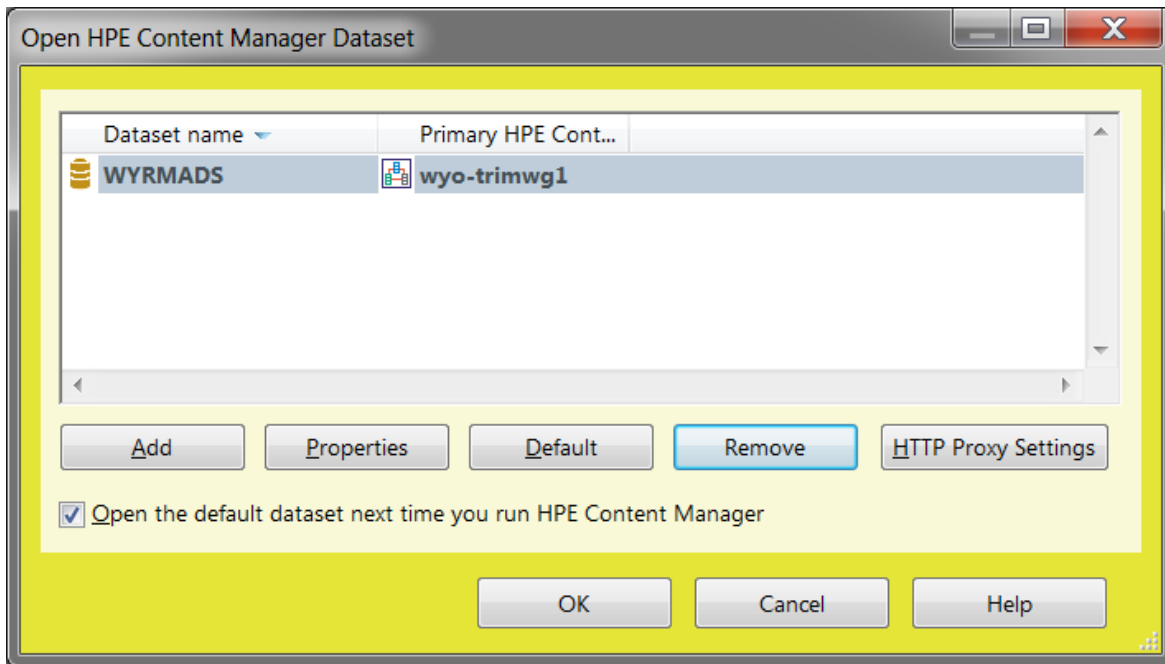 Open HPE Content Manager Dataset
Dataset name Primary HPE Cont...
WYRMADS wyo-trimwg1
Add Properties Default Remove HTTP Proxy Settings
Open the default dataset next time you run HPE Content Manager
OK Cancel Help